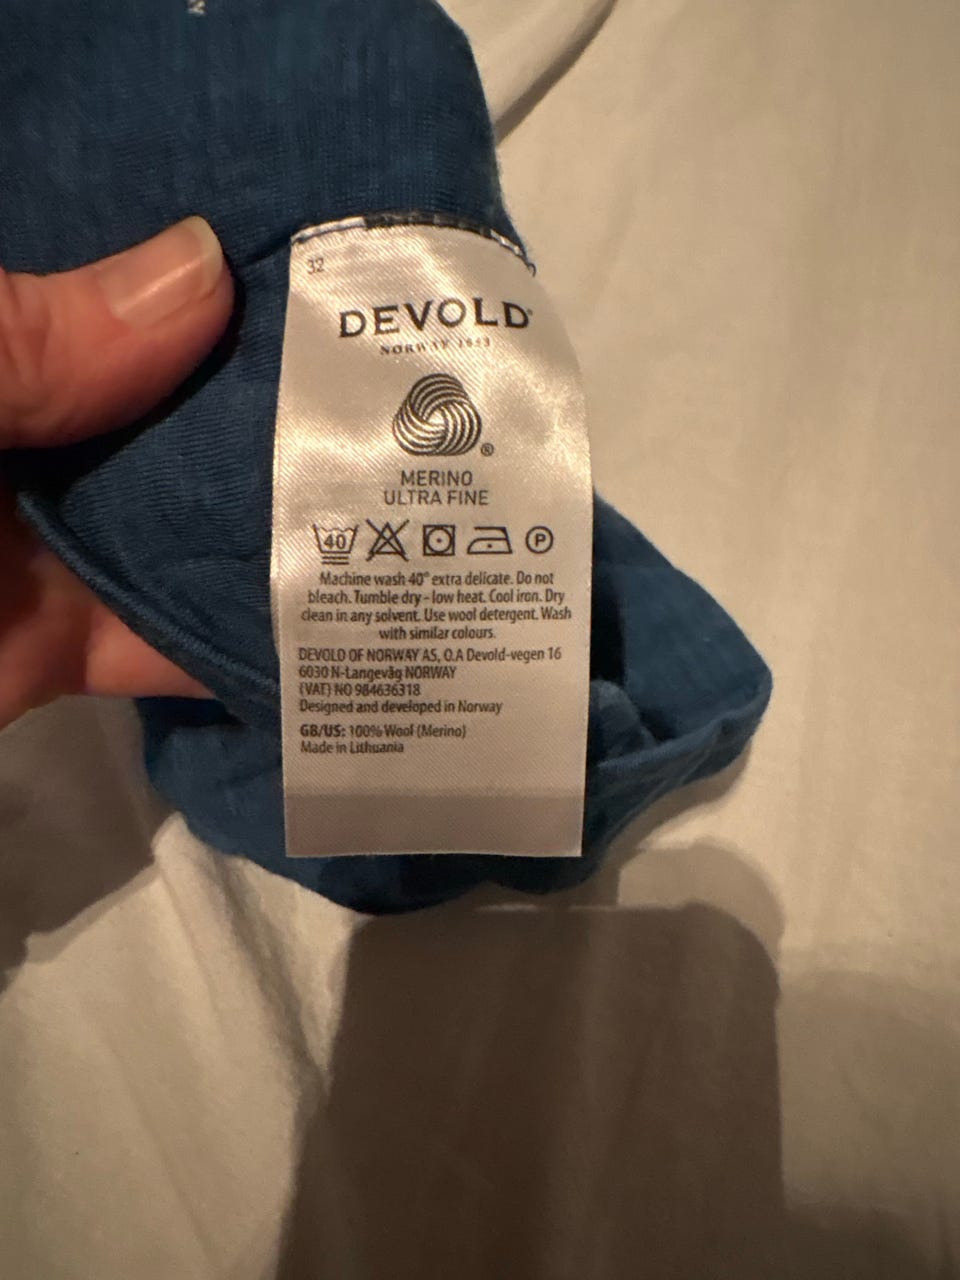 32
DEVOLD®
NORWAY 1853
®
MERINO
ULTRA FINE
40 P
Machine wash 40° extra delicate. Do not
bleach. Tumble dry - low heat. Cool iron. Dry
clean in any solvent. Use wool detergent. Wash
with similar colours.
DEVOLD OF NORWAY AS, O.A Devold-vegen 16
6030 N-Langevåg NORWAY
(VAT) NO 984636318
Designed and developed in Norway
GB/US: 100% Wool (Merino)
Made in Lithuania